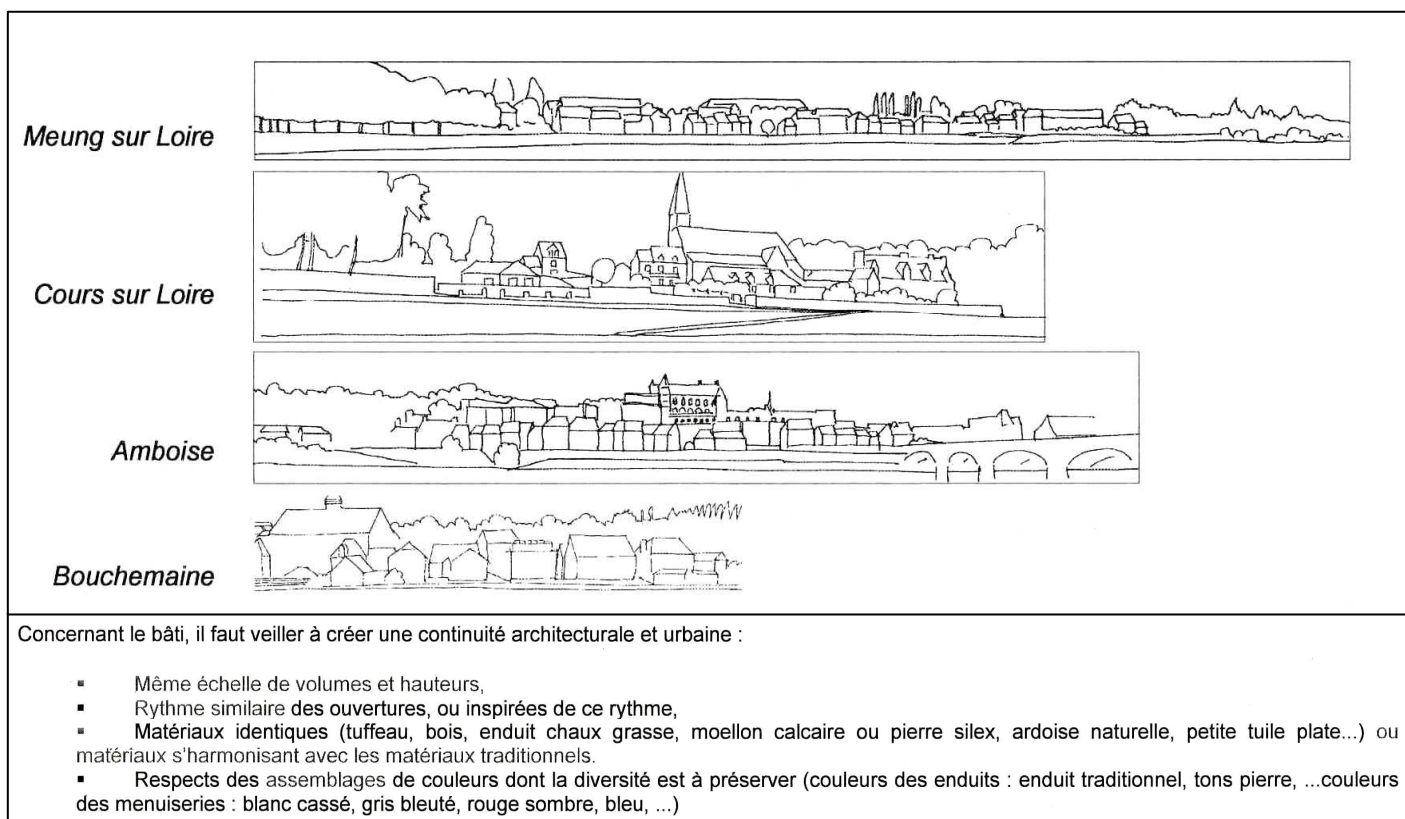 Meung sur Loire
Cours sur Loire
Amboise
Bouchemaine
Concernant le bâti, il faut veiller à créer une continuité architecturale et urbaine :
▪ Même échelle de volumes et hauteurs,
▪ Rythme similaire des ouvertures, ou inspirées de ce rythme,
▪ Matériaux identiques (tuffeau, bois, enduit chaux grasse, moellon calcaire ou pierre silex, ardoise naturelle, petite tuile plate...) ou
matériaux s'harmonisant avec les matériaux traditionnels.
▪ Respects des assemblages de couleurs dont la diversité est à préserver (couleurs des enduits : enduit traditionnel, tons pierre, ...couleurs
des menuiseries : blanc cassé, gris bleuté, rouge sombre, bleu, ...)